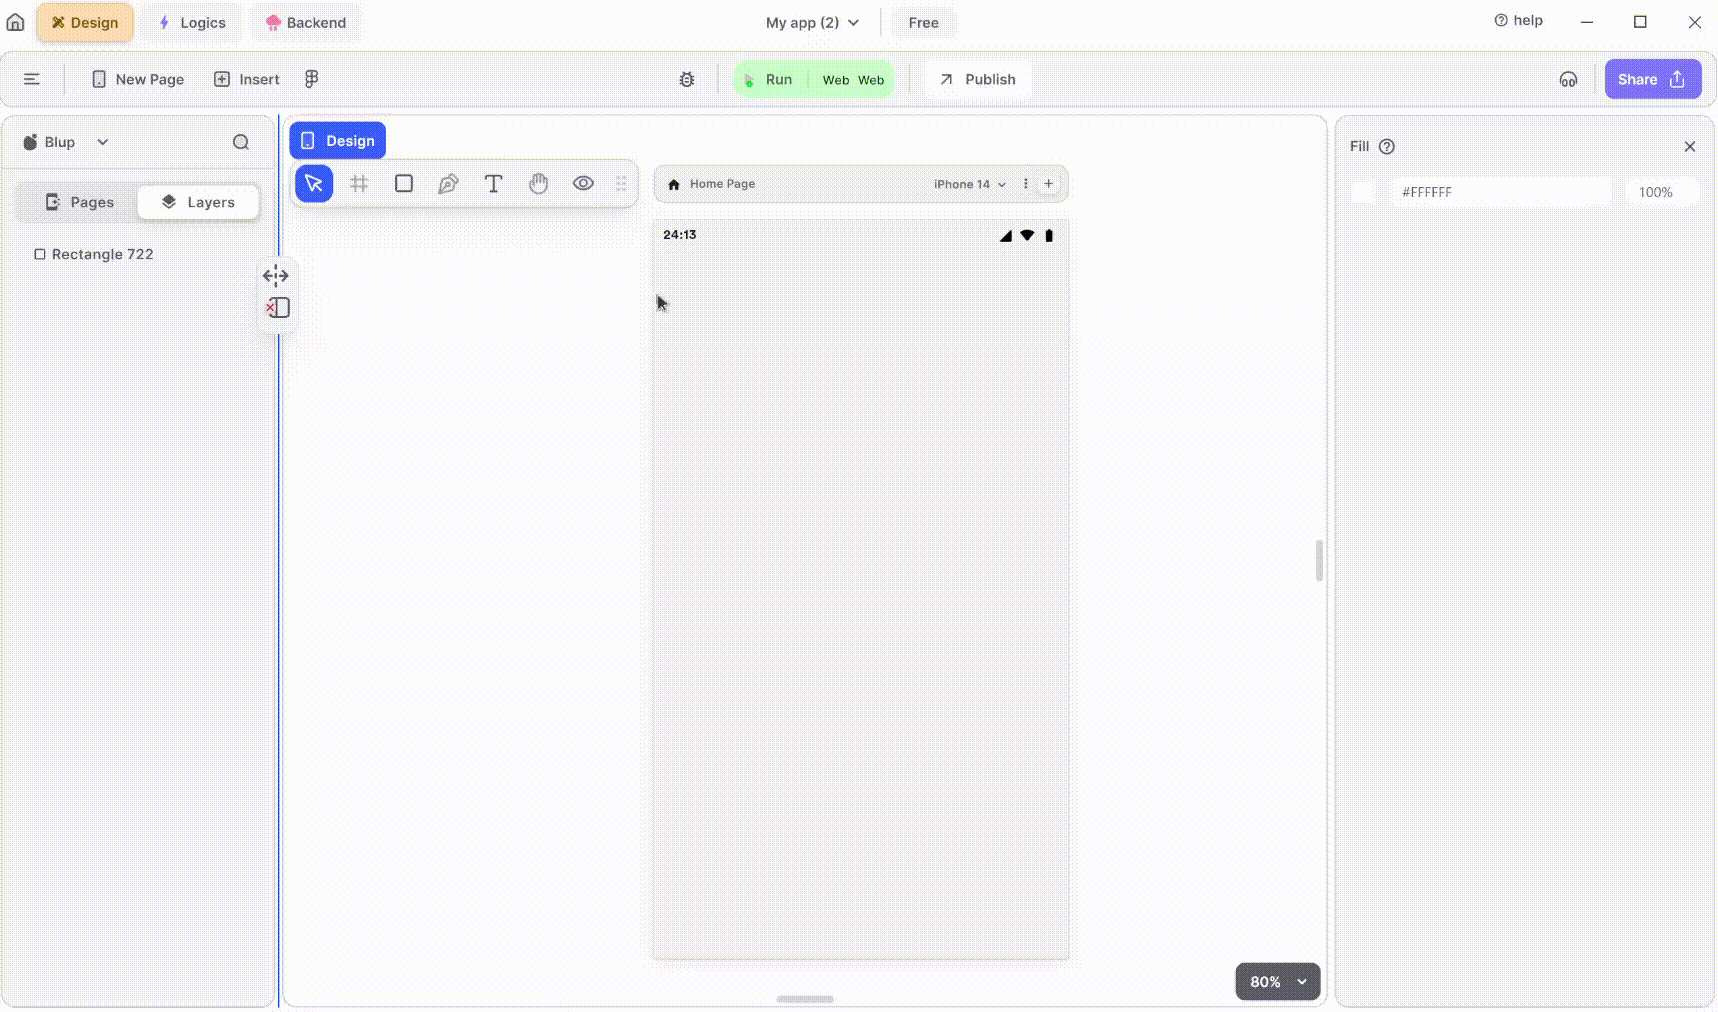 Design Logics Backend My app (2) Free help
New Page Insert Run Web Web Publish Share
Blup
Pages Layers
Rectangle 722
Design
Home Page iPhone 14
24:13
80%
Fill
#FFFFFF 100%